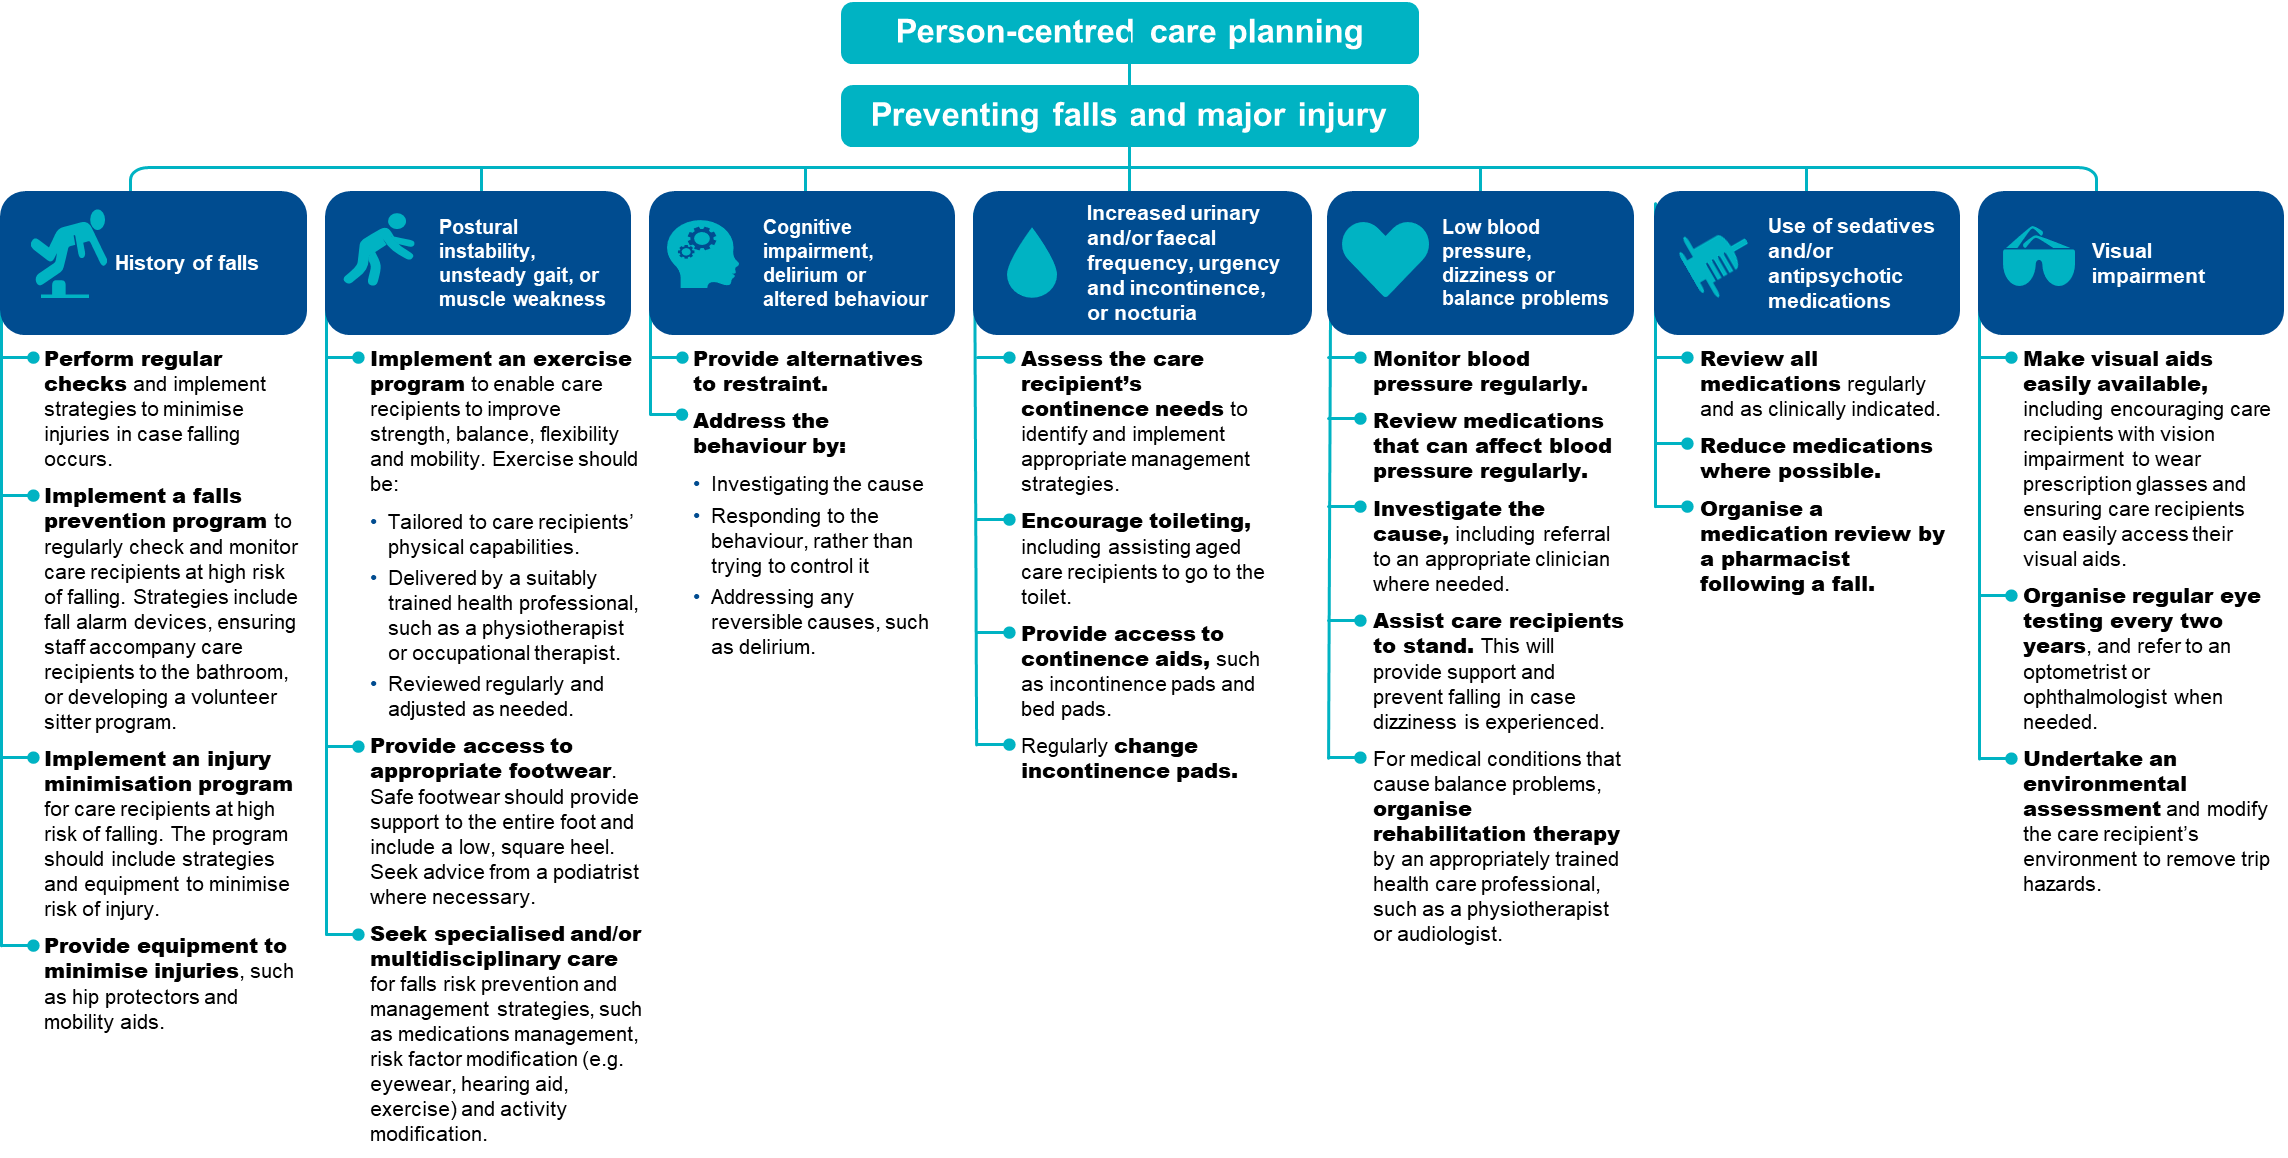 Person-centred care planning
Preventing falls and major injury
History of falls
Perform regular
checks and implement
strategies to minimise
injuries in case falling
occurs.
Implement a falls
prevention program to
regularly check and monitor
care recipients at high risk
of falling. Strategies include
fall alarm devices, ensuring
staff accompany care
recipients to the bathroom,
or developing a volunteer
sitter program.
Implement an injury
minimisation program
for care recipients at high
risk of falling. The program
should include strategies
and equipment to minimise
risk of injury.
Provide equipment to
minimise injuries, such
as hip protectors and
mobility aids.
Postural
instability,
unsteady gait, or
muscle weakness
Implement an exercise
program to enable care
recipients to improve
strength, balance, flexibility
and mobility. Exercise should
be:
• Tailored to care recipients’
physical capabilities.
• Delivered by a suitably
trained health professional,
such as a physiotherapist
or occupational therapist.
• Reviewed regularly and
adjusted as needed.
Provide access to
appropriate footwear.
Safe footwear should provide
support to the entire foot and
include a low, square heel.
Seek advice from a podiatrist
where necessary.
Seek specialised and/or
multidisciplinary care
for falls risk prevention and
management strategies, such
as medications management,
risk factor modification (e.g.
eyewear, hearing aid,
exercise) and activity
modification.
Cognitive
impairment,
delirium or
altered behaviour
Provide alternatives
to restraint.
Address the
behaviour by:
• Investigating the cause
• Responding to the
behaviour, rather than
trying to control it
• Addressing any
reversible causes, such
as delirium.
Increased urinary
and/or faecal
frequency, urgency
and incontinence,
or nocturia
Assess the care
recipient’s
continence needs to
identify and implement
appropriate management
strategies.
Encourage toileting,
including assisting aged
care recipients to go to the
toilet.
Provide access to
continence aids, such
as incontinence pads and
bed pads.
Regularly change
incontinence pads.
Low blood
pressure,
dizziness or
balance problems
Monitor blood
pressure regularly.
Review medications
that can affect blood
pressure regularly.
Investigate the
cause, including referral
to an appropriate clinician
where needed.
Assist care recipients
to stand. This will
provide support and
prevent falling in case
dizziness is experienced.
For medical conditions that
cause balance problems,
organise
rehabilitation therapy
by an appropriately trained
health care professional,
such as a physiotherapist
or audiologist.
Use of sedatives
and/or
antipsychotic
medications
Review all
medications regularly
and as clinically indicated.
Reduce medications
where possible.
Organise a
medication review by
a pharmacist
following a fall.
Visual
impairment
Make visual aids
easily available,
including encouraging care
recipients with vision
impairment to wear
prescription glasses and
ensuring care recipients
can easily access their
visual aids.
Organise regular eye
testing every two
years, and refer to an
optometrist or
ophthalmologist when
needed.
Undertake an
environmental
assessment and modify
the care recipient’s
environment to remove trip
hazards.